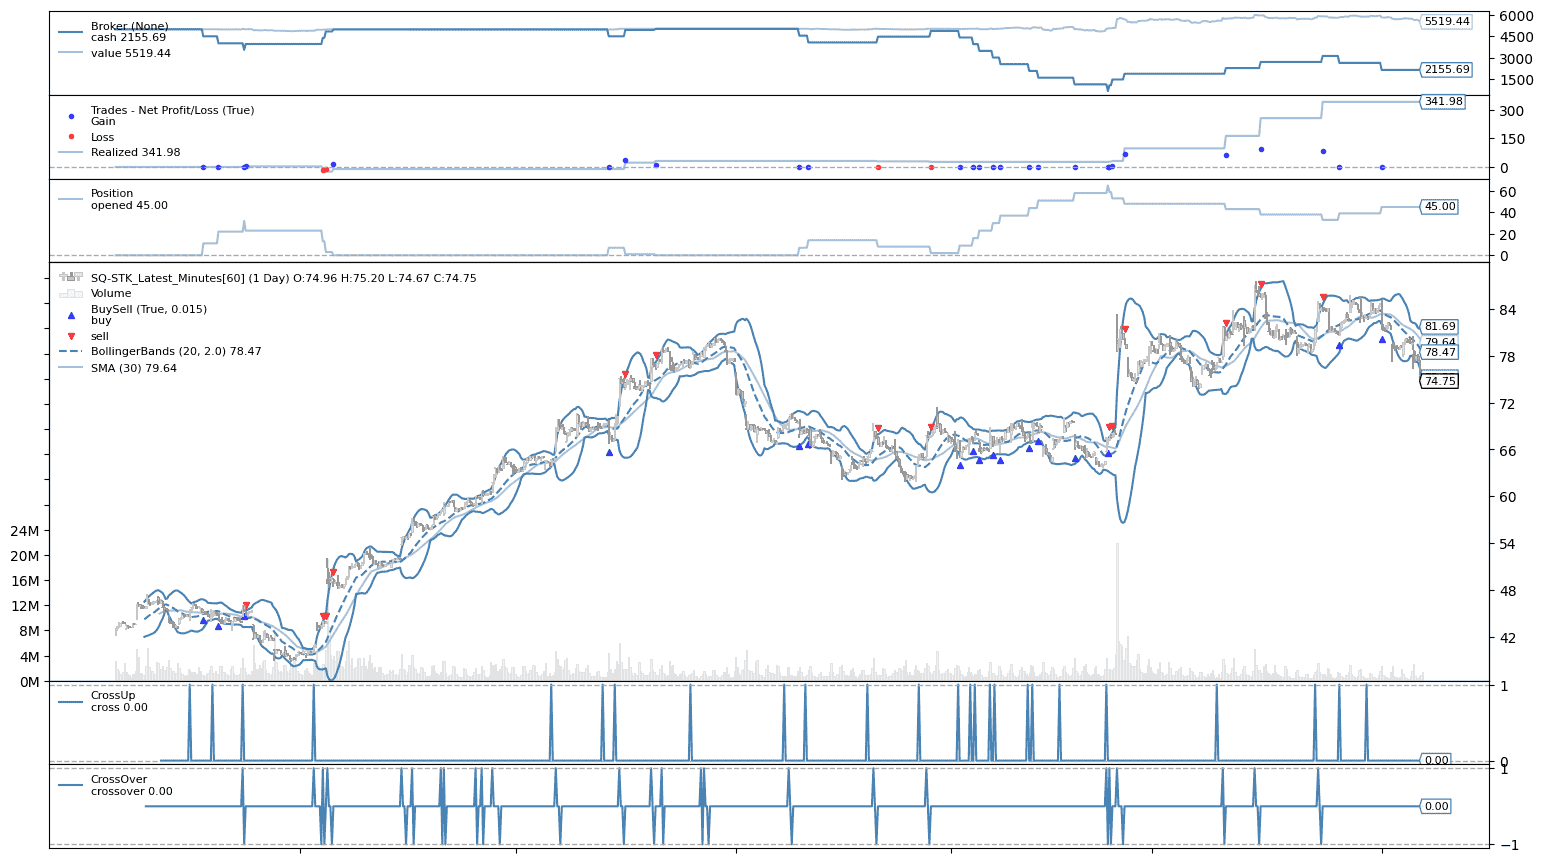 Broker (None)
cash 2155.69
value 5519.44
5519.44
2155.69
6000
4500
3000
1500
Trades - Net Profit/Loss (True)
Gain
Loss
Realized 341.98
341.98
300
150
0
Position
opened 45.00
45.00
60
40
20
0
SQ-STK_Latest_Minutes[60] (1 Day) O:74.96 H:75.20 L:74.67 C:74.75
Volume
BuySell (True, 0.015)
buy
sell
BollingerBands (20, 2.0) 78.47
SMA (30) 79.64
84
81.69
79.64
78.47
78
74.75
72
66
60
54
48
42
24M
20M
16M
12M
8M
4M
0M
CrossUp
cross 0.00
1
0.00
0
CrossOver
crossover 0.00
1
0.00
−1